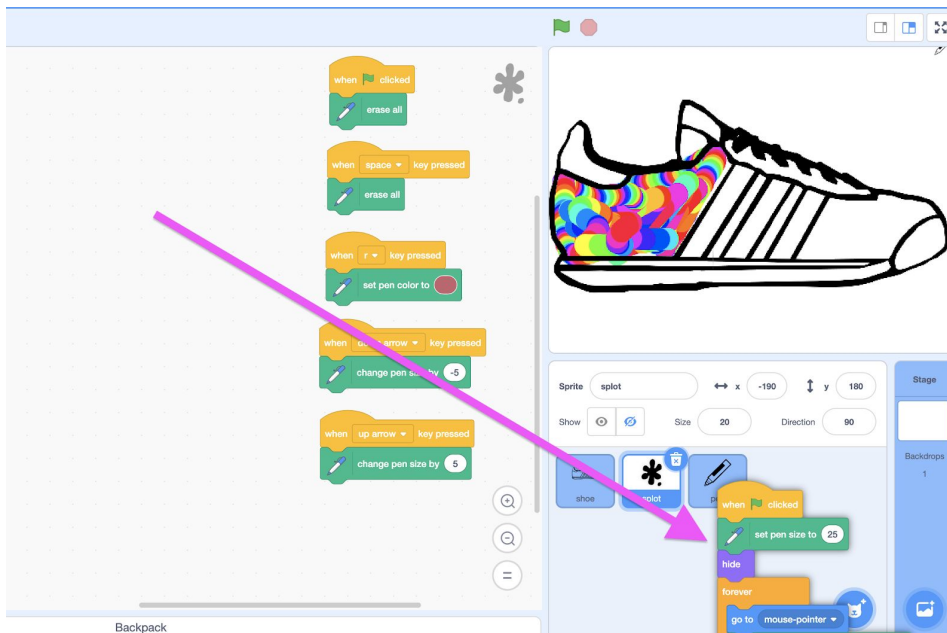 when clicked
erase all
when space key pressed
erase all
when r key pressed
set pen color to
when arrow key pressed
change pen size by -5
when up arrow key pressed
change pen size by 5
Backpack
Sprite splot x -190 y 180
Show Size 20 Direction 90
shoe splot
Stage
Backdrops
1
when clicked
set pen size to 25
hide
forever
go to mouse-pointer